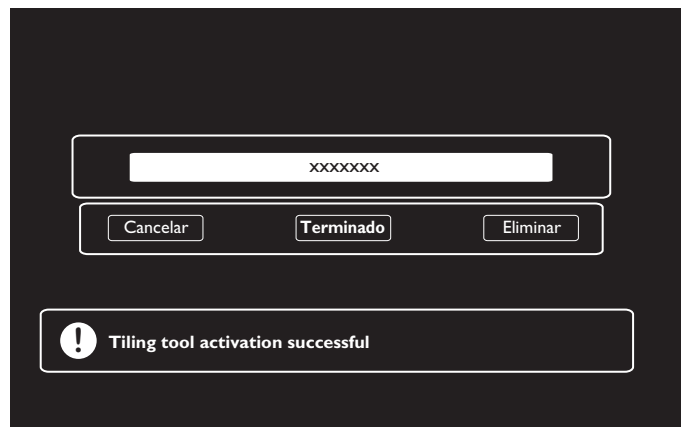 xxxxxxx
Cancelar Terminado Eliminar
Tiling tool activation successful